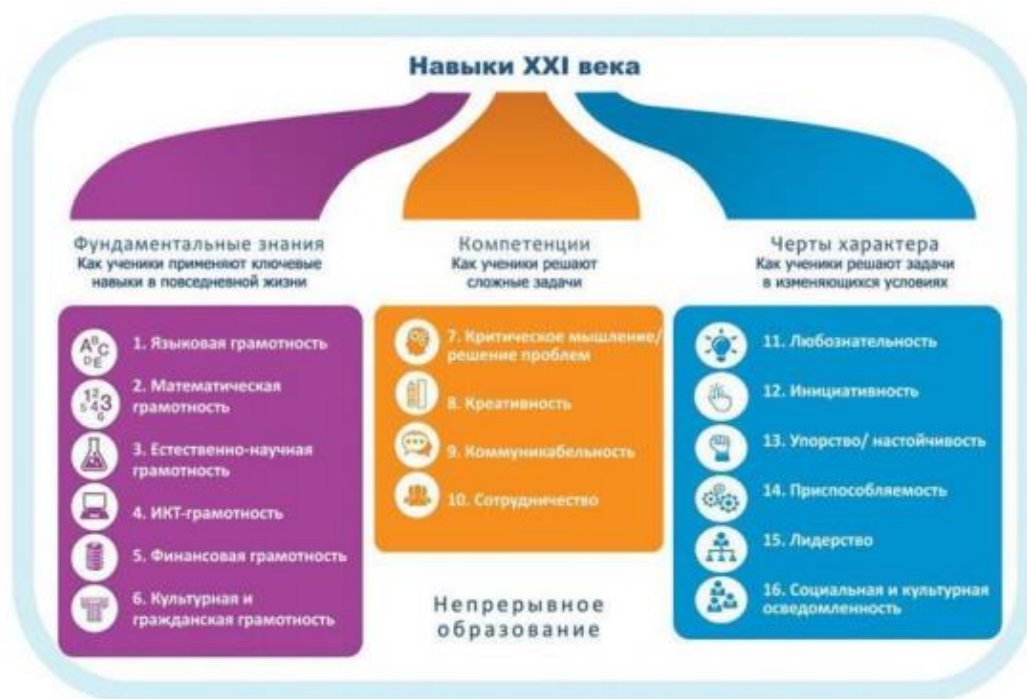 Навыки XXI века
Фундаментальные знания
Как ученики применяют ключевые
навыки в повседневной жизни
1. Языковая грамотность
2. Математическая
грамотность
3. Естественно-научная
грамотность
4. ИКТ-грамотность
5. Финансовая грамотность
6. Культурная и
гражданская грамотность
Компетенции
Как ученики решают
сложные задачи
7. Критическое мышление/
решение проблем
8. Креативность
9. Коммуникабельность
10. Сотрудничество
Черты характера
Как ученики решают задачи
в изменяющихся условиях
11. Любознательность
12. Инициативность
13. Упорство/ настойчивость
14. Приспособляемость
15. Лидерство
16. Социальная и культурная
осведомленность
Непрерывное
образование